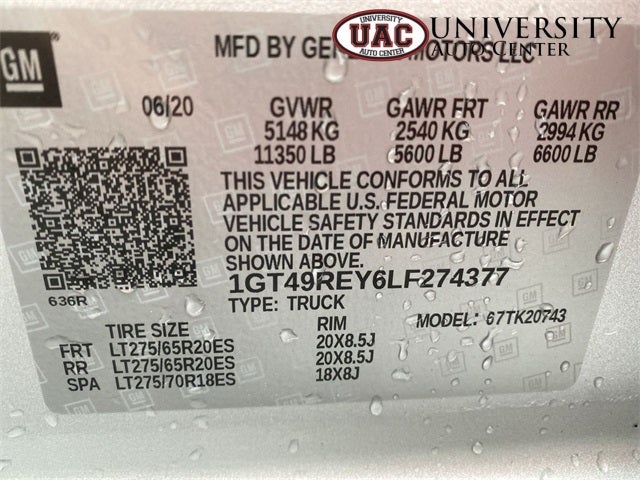 GM
UNIVERSITY
UAC
AUTO CENTER
UNIVERSITY
AUTO CENTER
MFD BY GENERAL MOTORS LLC
06/20 GVWR GAWR FRT GAWR RR
5148 KG 2540 KG 2994 KG
11350 LB 5600 LB 6600 LB
THIS VEHICLE CONFORMS TO ALL
APPLICABLE U.S. FEDERAL MOTOR
VEHICLE SAFETY STANDARDS IN EFFECT
ON THE DATE OF MANUFACTURE
SHOWN ABOVE.
636R
1GT49REY6LF274377
TYPE: TRUCK
MODEL: 67TK20743
TIRE SIZE RIM
FRT LT275/65R20ES 20X8.5J
RR LT275/65R20ES 20X8.5J
SPA LT275/70R18ES 18X8J